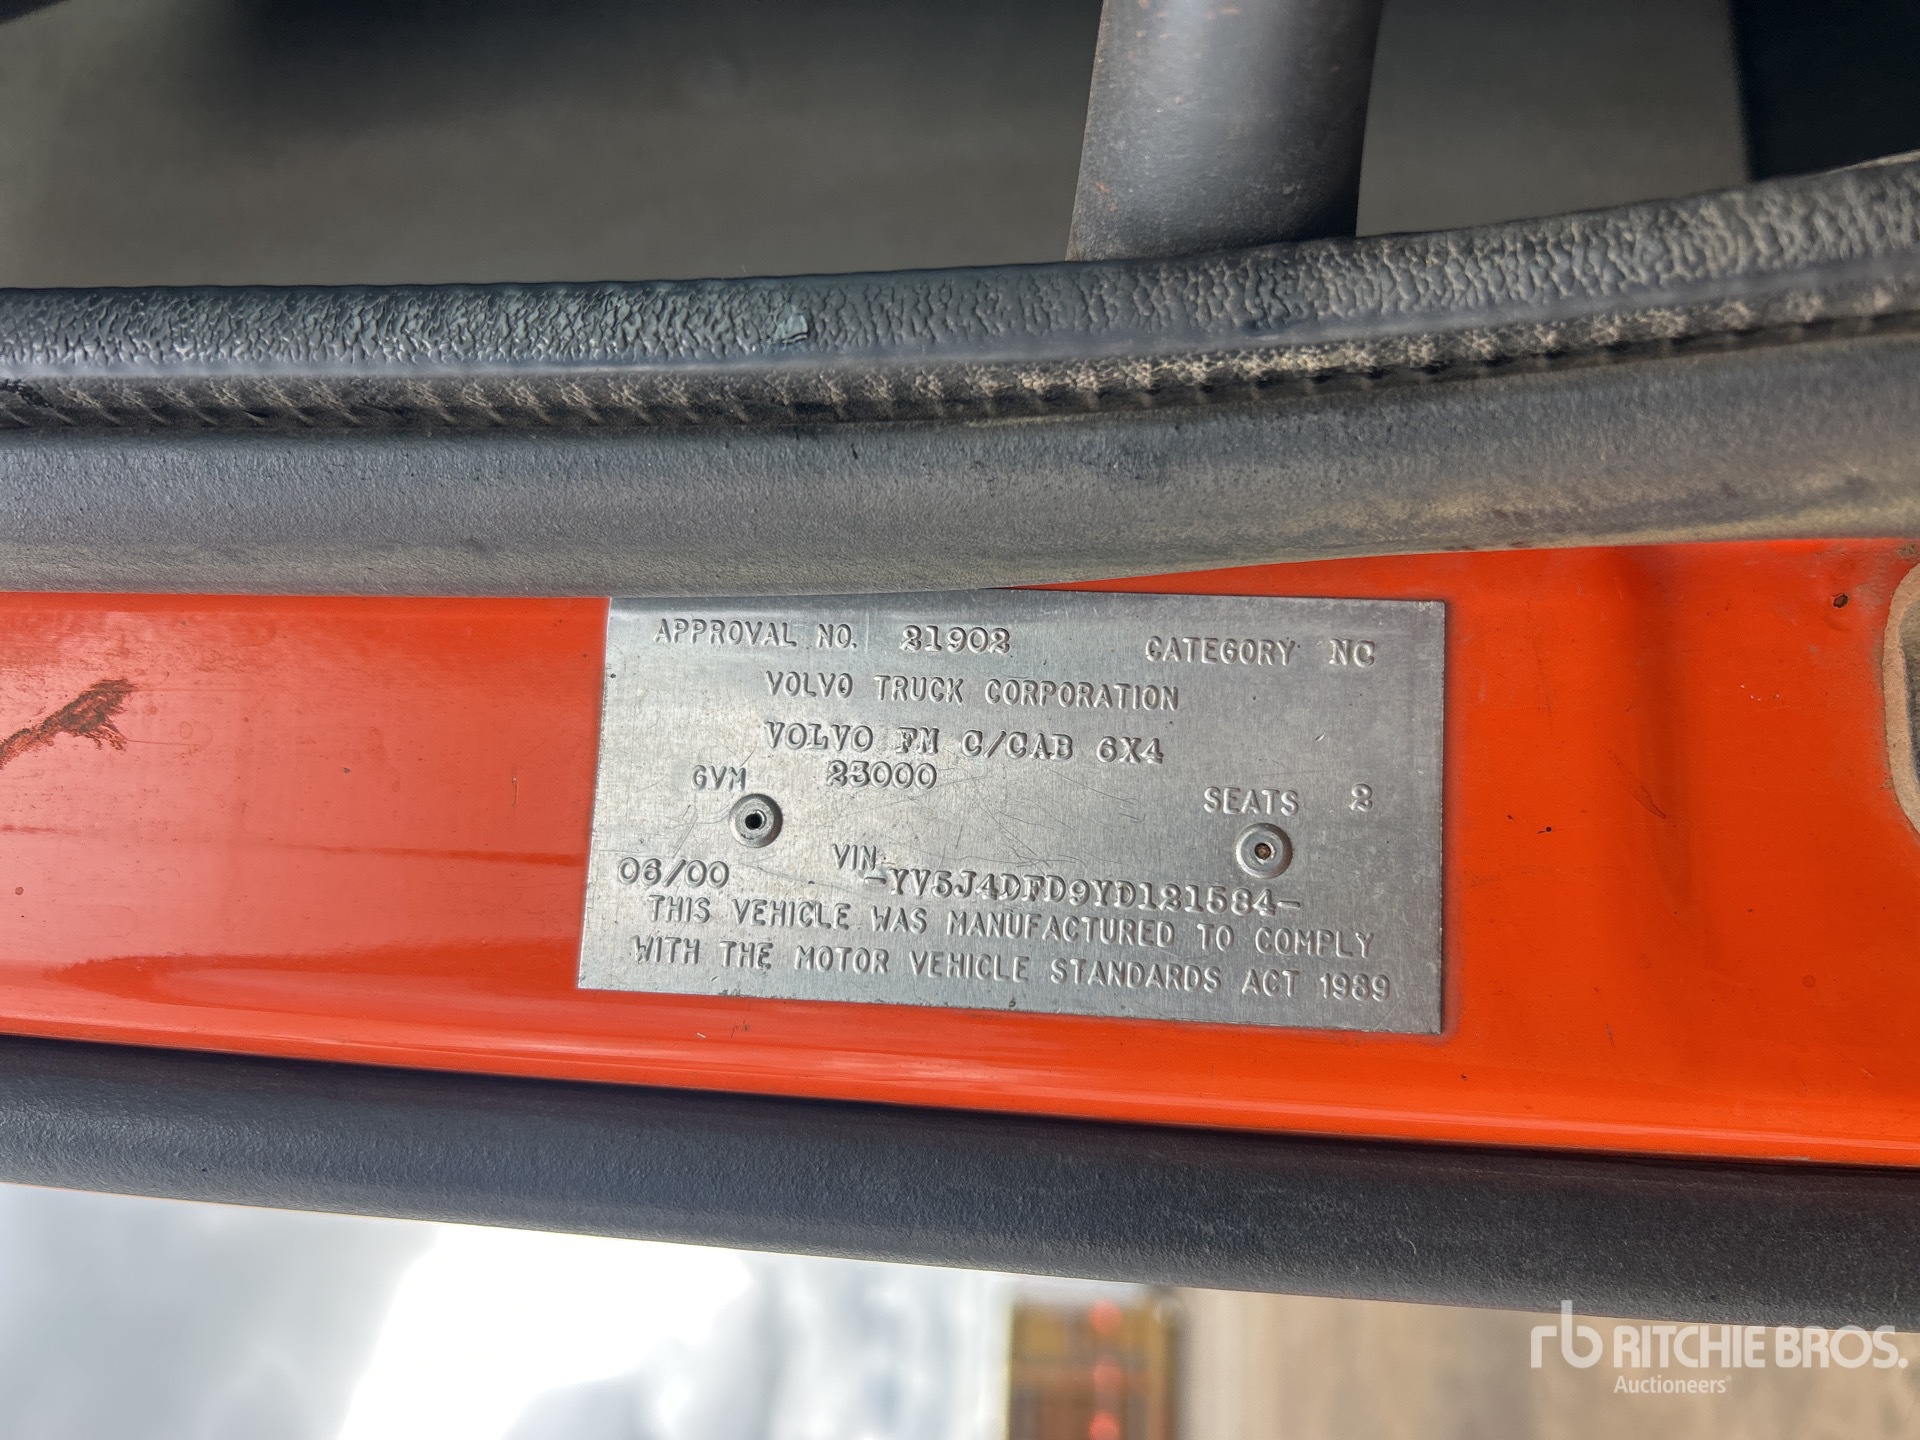 APPROVAL NO. 21902 CATEGORY NC
VOLVO TRUCK CORPORATION
VOLVO FM C/CAB 6X4
GVM 23000
SEATS 2
06/00 VIN -YV5J4DFD9YD121584-
THIS VEHICLE WAS MANUFACTURED TO COMPLY
WITH THE MOTOR VEHICLE STANDARDS ACT 1989
rb RITCHIE BROS.
Auctioneers